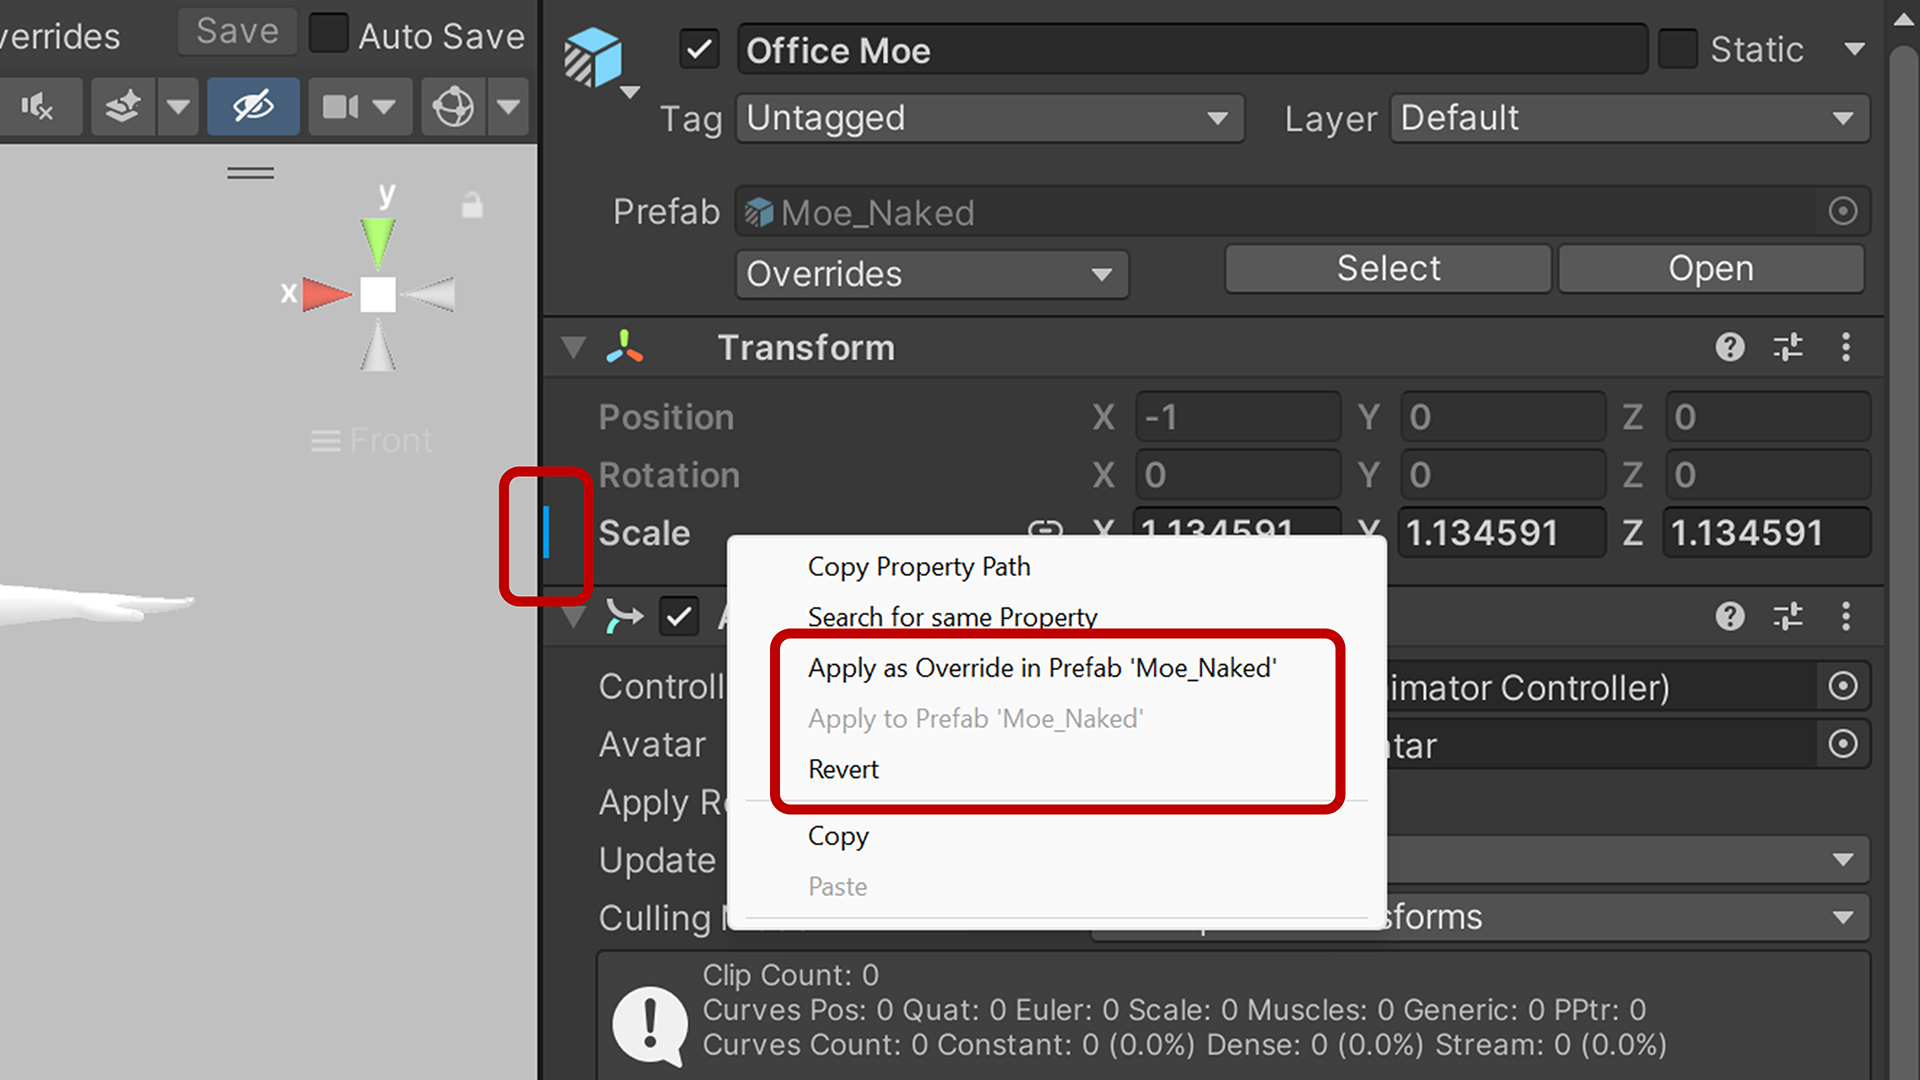 verrides Save Auto Save
Office Moe Static
Tag Untagged Layer Default
Prefab Moe_Naked
Overrides Select Open
y
x
Front
Transform
Position X -1 Y 0 Z 0
Rotation X 0 Y 0 Z 0
Scale X 1.134591 Y 1.134591 Z 1.134591
Copy Property Path
Search for same Property
Apply as Override in Prefab 'Moe_Naked'
Apply to Prefab 'Moe_Naked'
Revert
Copy
Paste
A
Controll imator Controller)
Avatar tar
Apply R
Update
Culling sforms
Clip Count: 0
Curves Pos: 0 Quat: 0 Euler: 0 Scale: 0 Muscles: 0 Generic: 0 PPtr: 0
Curves Count: 0 Constant: 0 (0.0%) Dense: 0 (0.0%) Stream: 0 (0.0%)